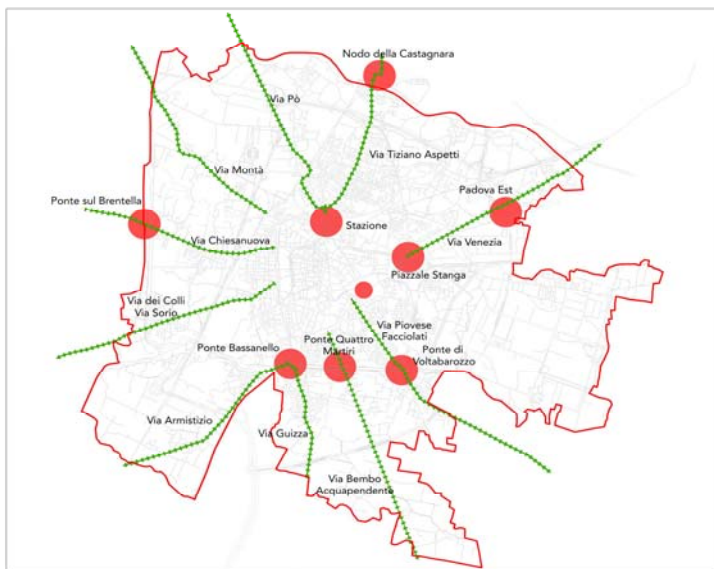 Nodo della Castagnara
Via Pò
Via Tiziano Aspetti
Via Montà
Padova Est
Ponte sul Brentella
Stazione
Via Chiesanuova
Via Venezia
Piazzale Stanga
Via dei Colli
Via Sorio
Via Piovese
Facciolati
Ponte Bassanello
Ponte Quattro
Martiri
Ponte di
Voltabarozzo
Via Armistizio
Via Guizza
Via Bembo
Acquapendente